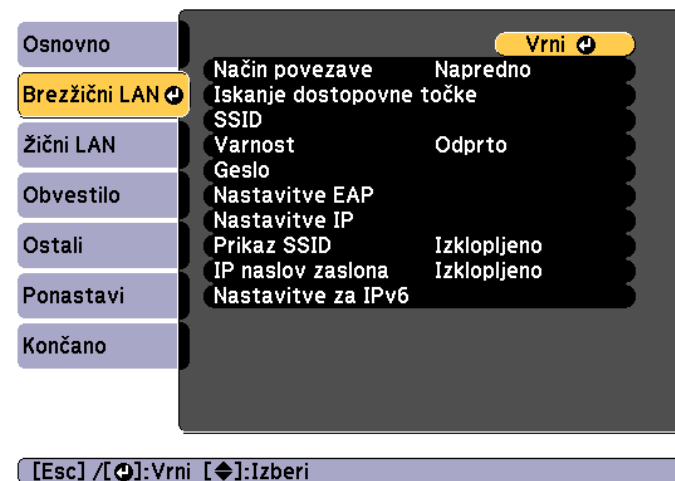 Osnovno
Brezžični LAN
Žični LAN
Obvestilo
Ostali
Ponastavi
Končano
Vrni
Način povezave Napredno
Iskanje dostopovne točke
SSID
Varnost Odprto
Geslo
Nastavitve EAP
Nastavitve IP
Prikaz SSID Izklopljeno
IP naslov zaslona Izklopljeno
Nastavitve za IPv6
[Esc] /[⏎]:Vrni [◆]:Izberi